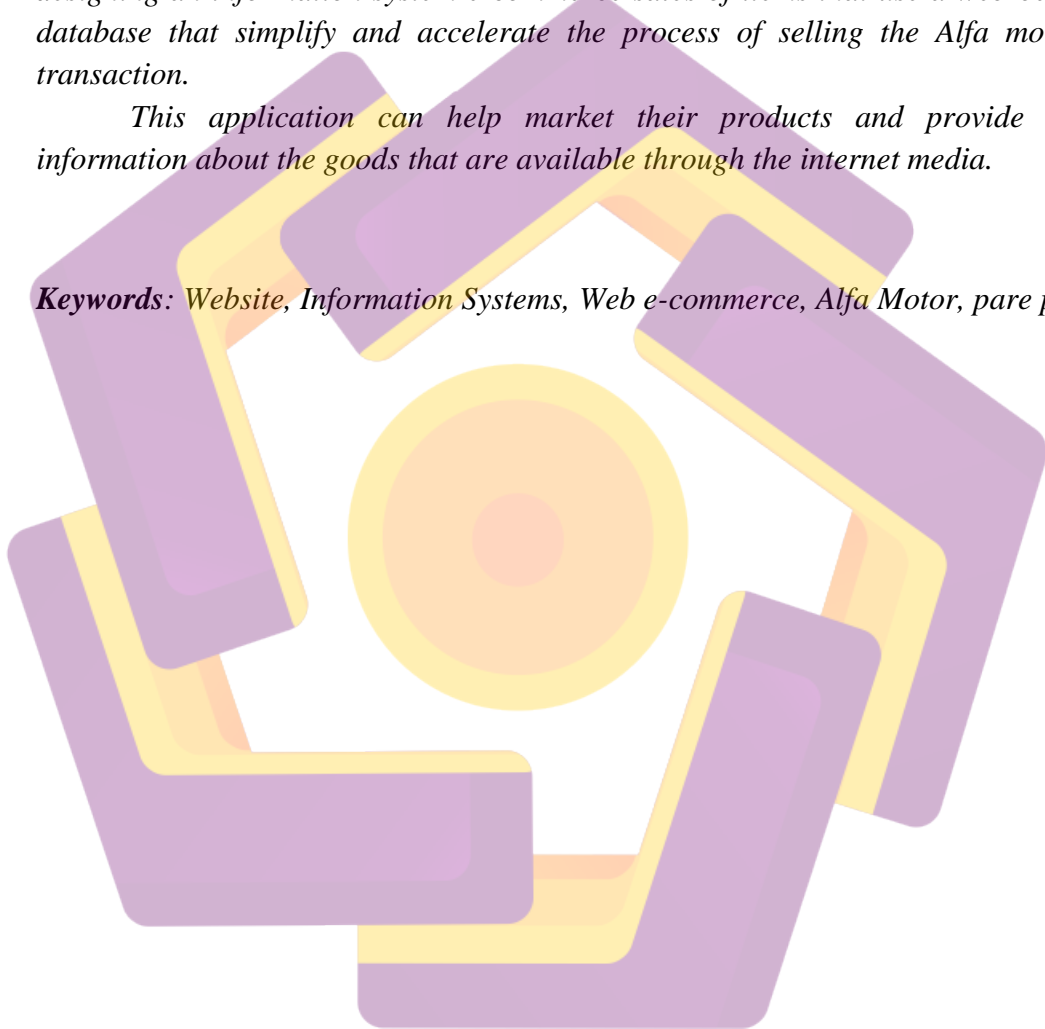 database that simplify and accelerate the process of selling the Alfa
transaction.
This application can help market their products and provide
information about the goods that are available through the internet media.
Keywords: Website, Information Systems, Web e-commerce, Alfa Motor, pare